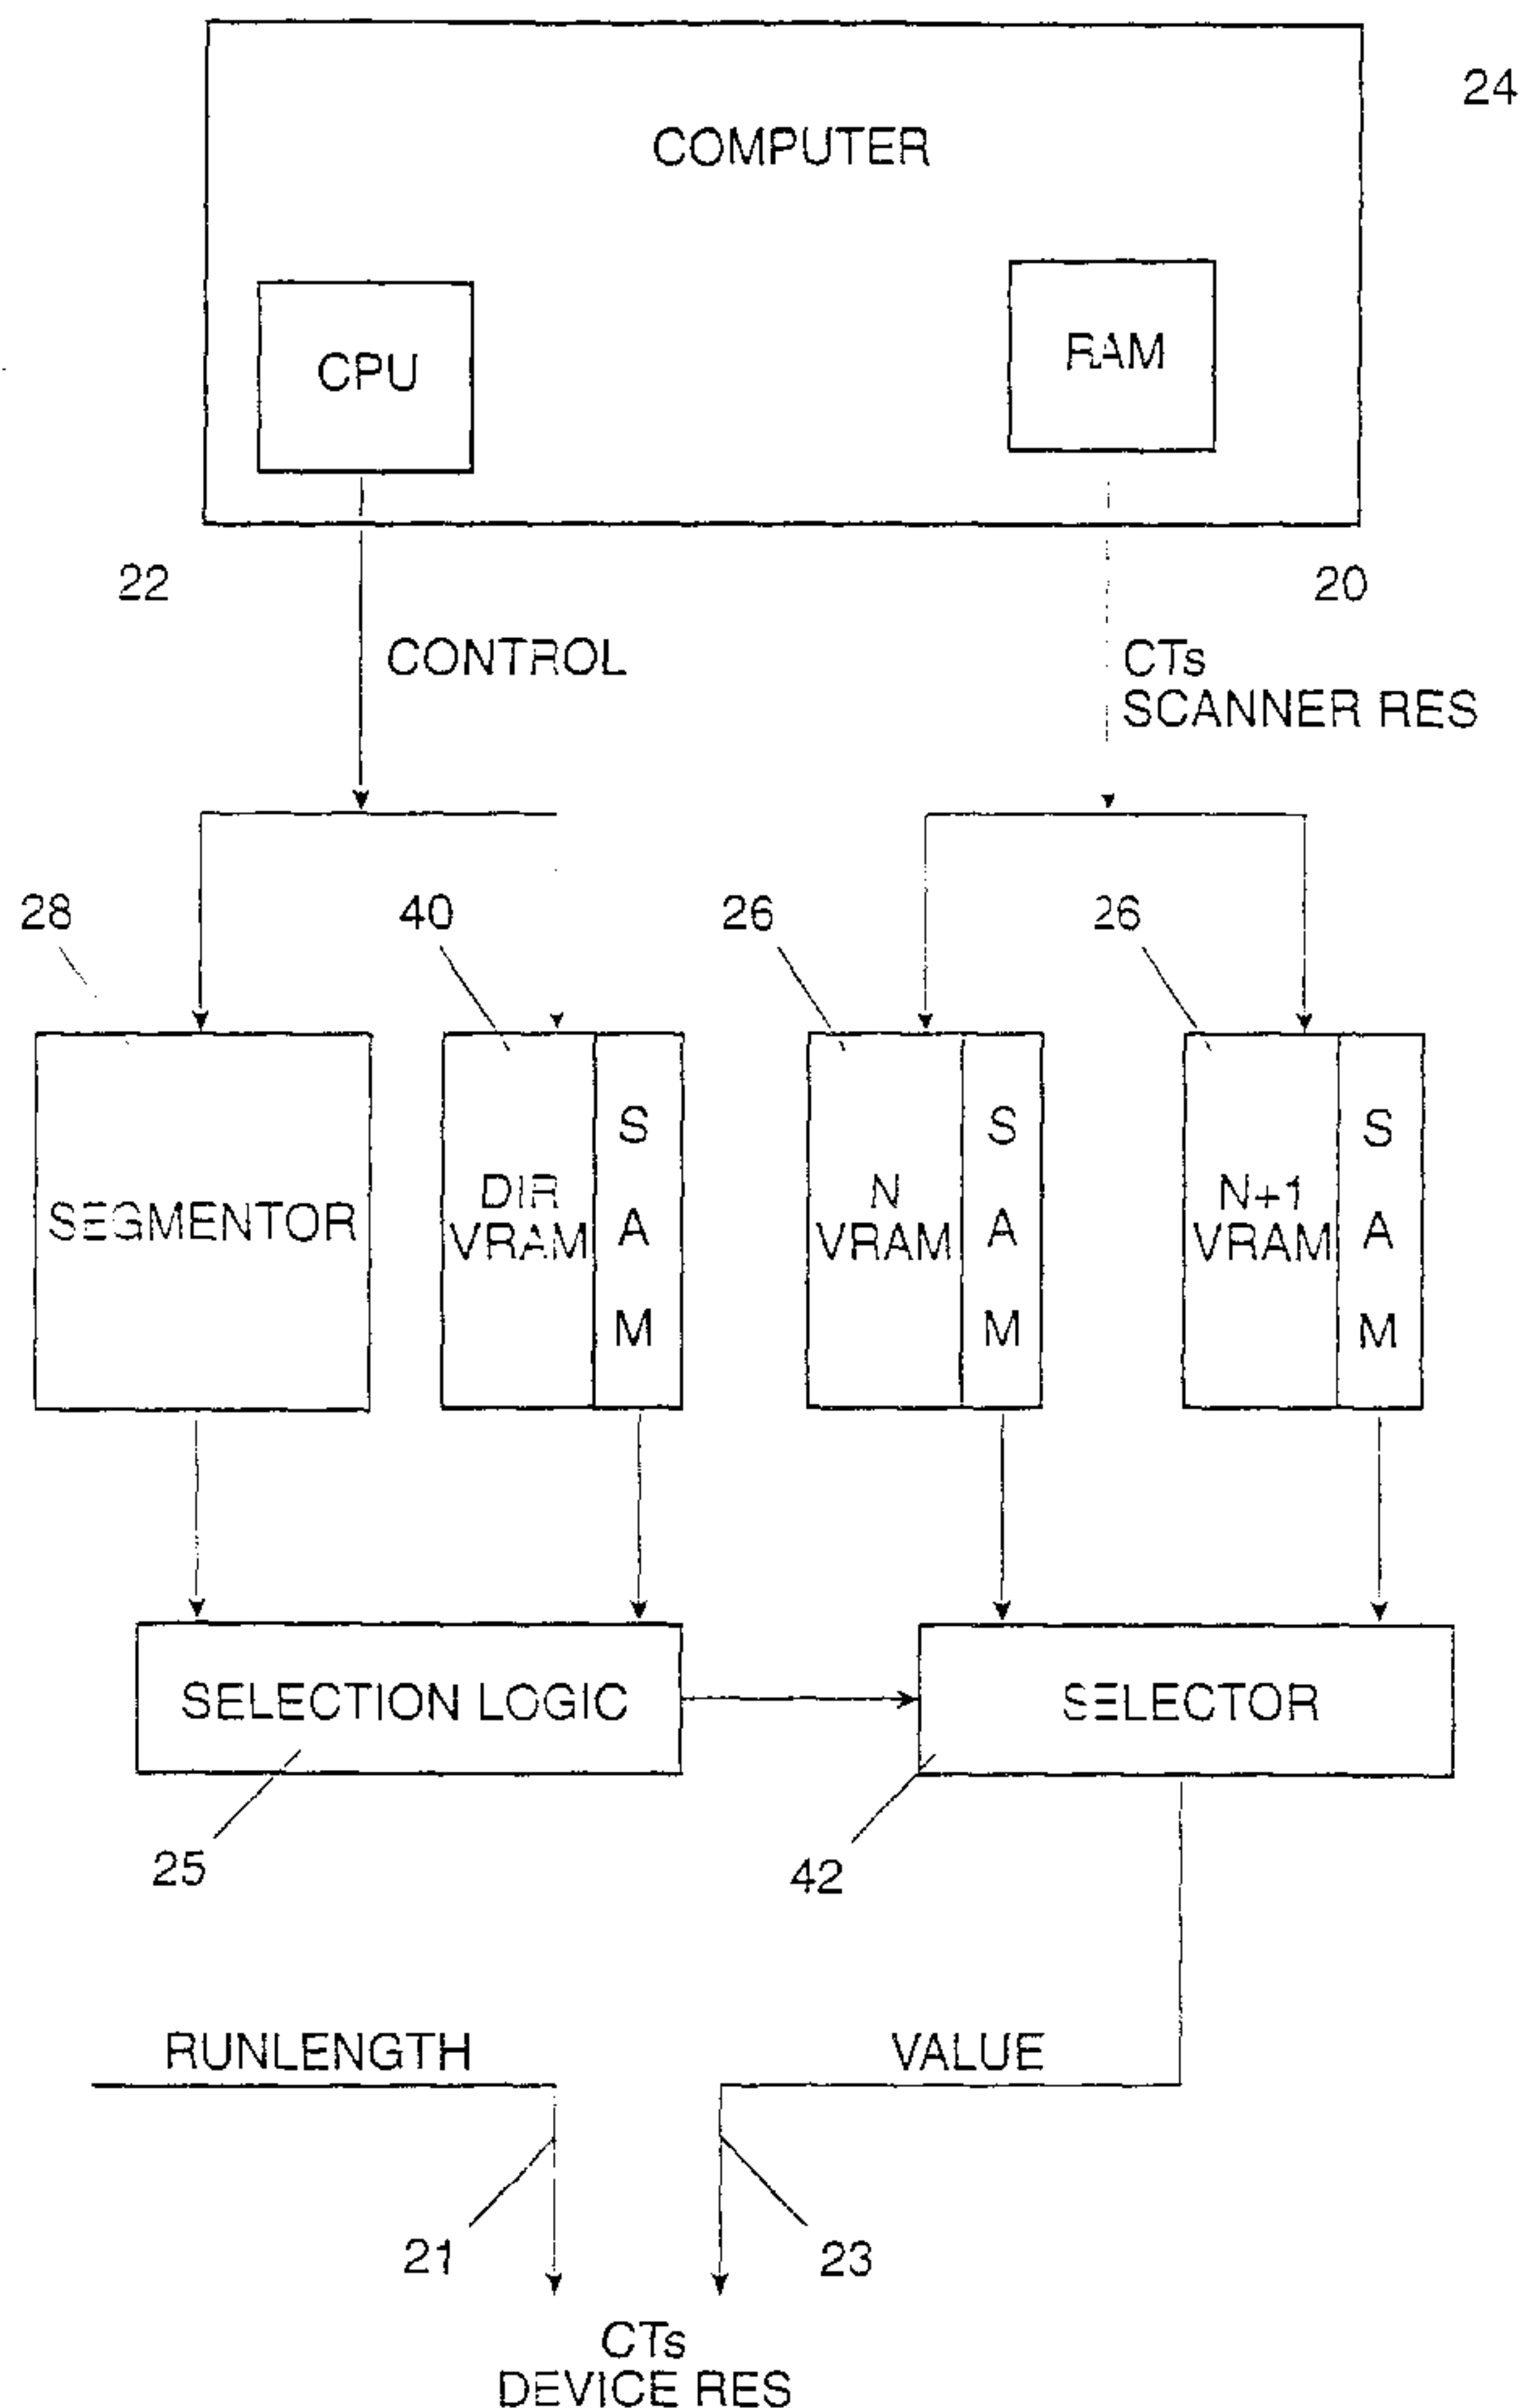 24
COMPUTER
CPU
RAM
22
20
CONTROL
CTs
SCANNER RES
28
40
26
26
SEGMENTOR
DIR
VRAM
S
A
M
N
VRAM
S
A
M
N+1
VRAM
S
A
M
SELECTION LOGIC
SELECTOR
25
42
RUNLENGTH
VALUE
21
23
CTs
DEVICE RES